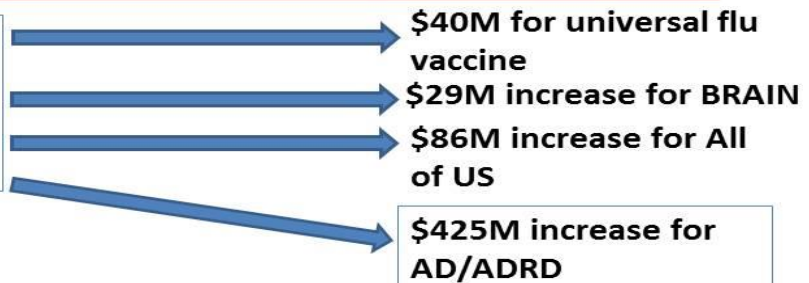 $40M for universal flu
vaccine
$29M increase for BRAIN
$86M increase for All
of US
$425M increase for
AD/ADRD